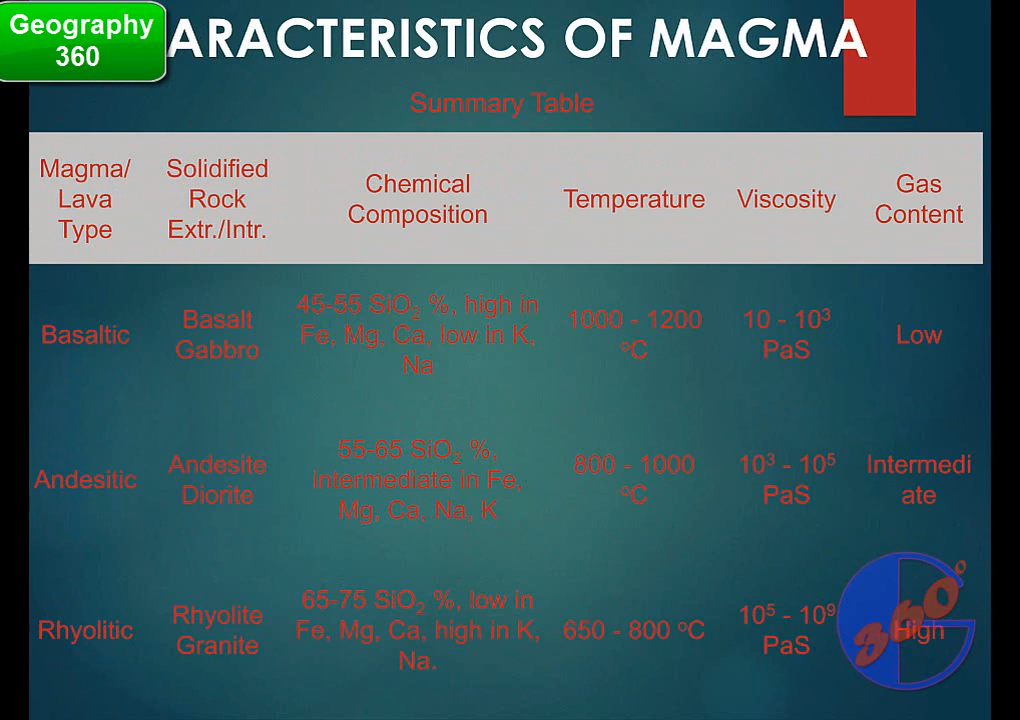 Geography
360
ARACTERISTICS OF MAGMA
Summary Table
Magma/
Lava
Type
Solidified
Rock
Extr./Intr.
Chemical
Composition
Temperature
Viscosity
Gas
Content
Basaltic
Basalt
Gabbro
45-55 SiO₂ %, high in
Fe, Mg, Ca, low in K,
Na
1000 - 1200
ºC
10 - 10³
PaS
Low
Andesitic
Andesite
Diorite
55-65 SiO₂ %,
intermediate in Fe,
Mg, Ca, Na, K
800 - 1000
ºC
10³ - 10⁵
PaS
Intermedi
ate
Rhyolitic
Rhyolite
Granite
65-75 SiO₂ %, low in
Fe, Mg, Ca, high in K,
Na.
650 - 800 ºC
10⁵ - 10⁹
PaS
High
360°